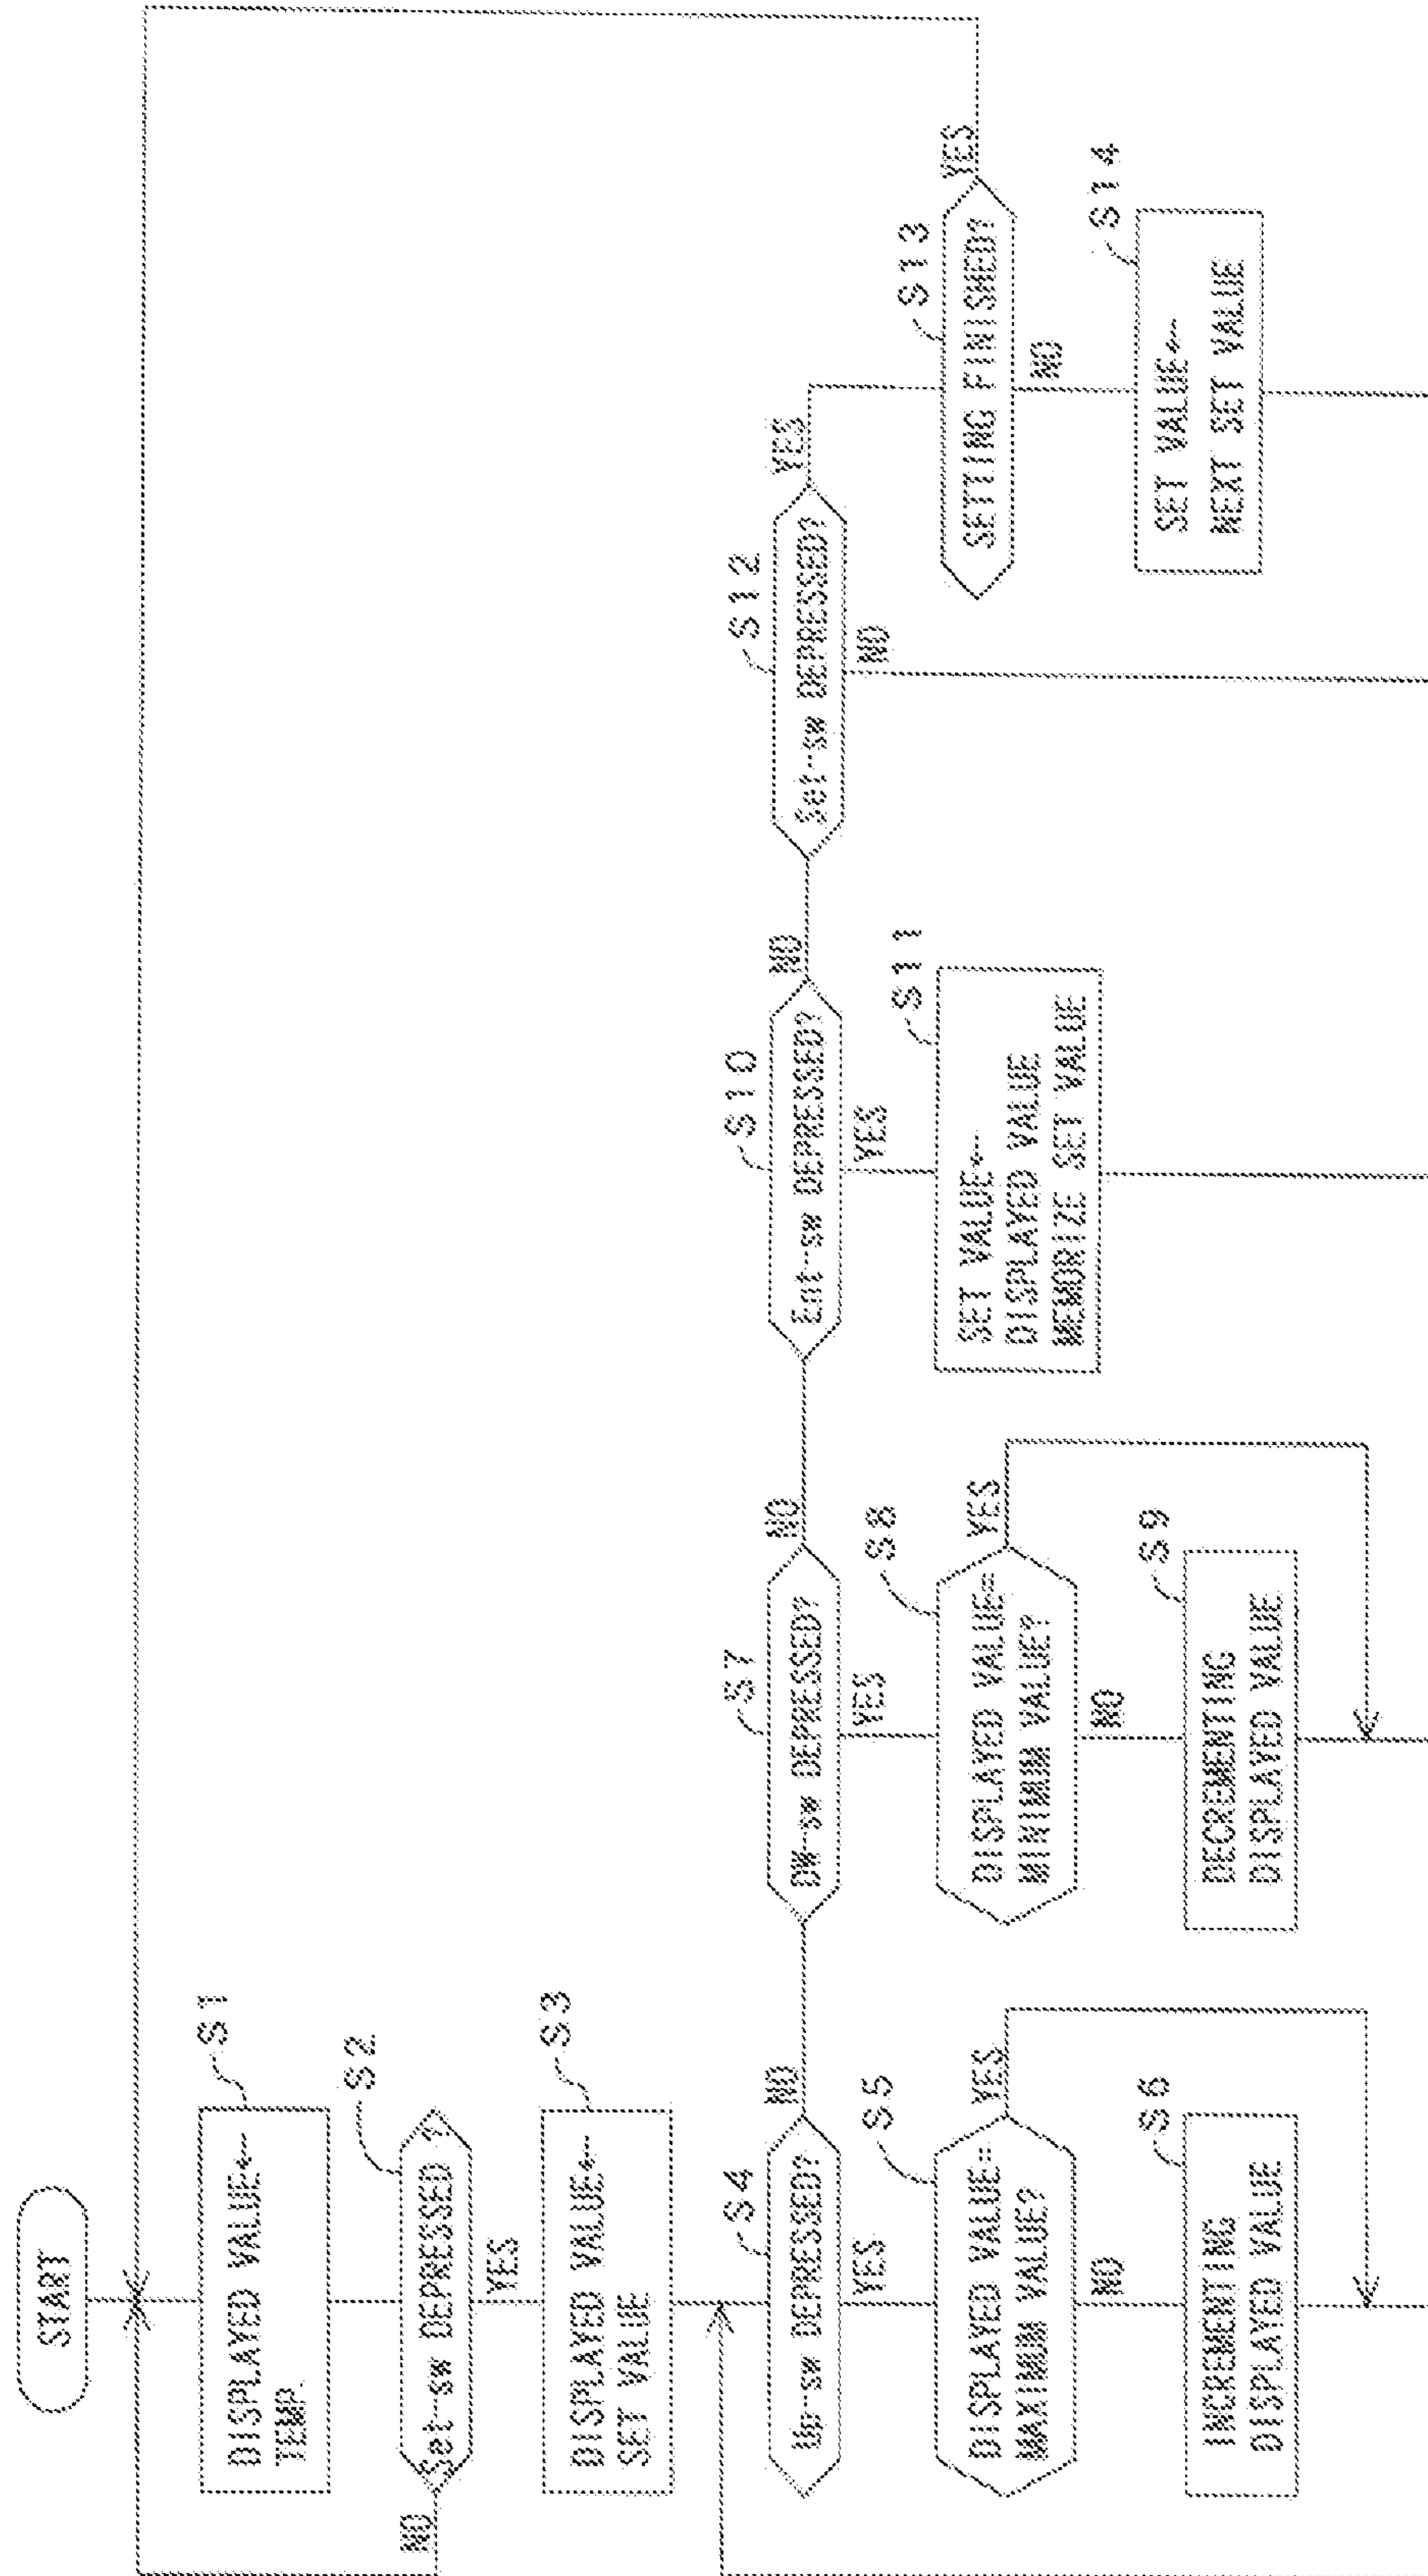 START
DISPLAYED VALUE←
TEMP.
S1
Set-sw DEPRESSED ?
S2
NO
YES
DISPLAYED VALUE←
SET VALUE
S3
Up-sw DEPRESSED?
S4
NO
YES
DISPLAYED VALUE=
MAXIMUM VALUE?
S5
YES
NO
INCREMENTING
DISPLAYED VALUE
S6
DW-sw DEPRESSED?
S7
NO
YES
DISPLAYED VALUE=
MINIMUM VALUE?
S8
YES
NO
DECREMENTING
DISPLAYED VALUE
S9
Ent-sw DEPRESSED?
S10
NO
YES
SET VALUE←
DISPLAYED VALUE
MEMORIZE SET VALUE
S11
Set-sw DEPRESSED?
S12
YES
NO
SETTING FINISHED?
S13
YES
NO
SET VALUE←
NEXT SET VALUE
S14